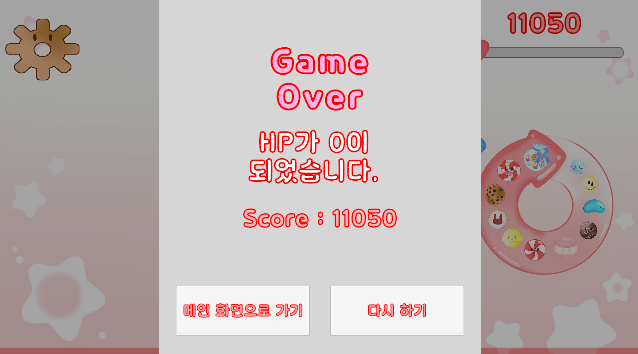 11050
Game
Over
HP가 0이
되었습니다.
Score : 11050
메인 화면으로 가기
다시 하기